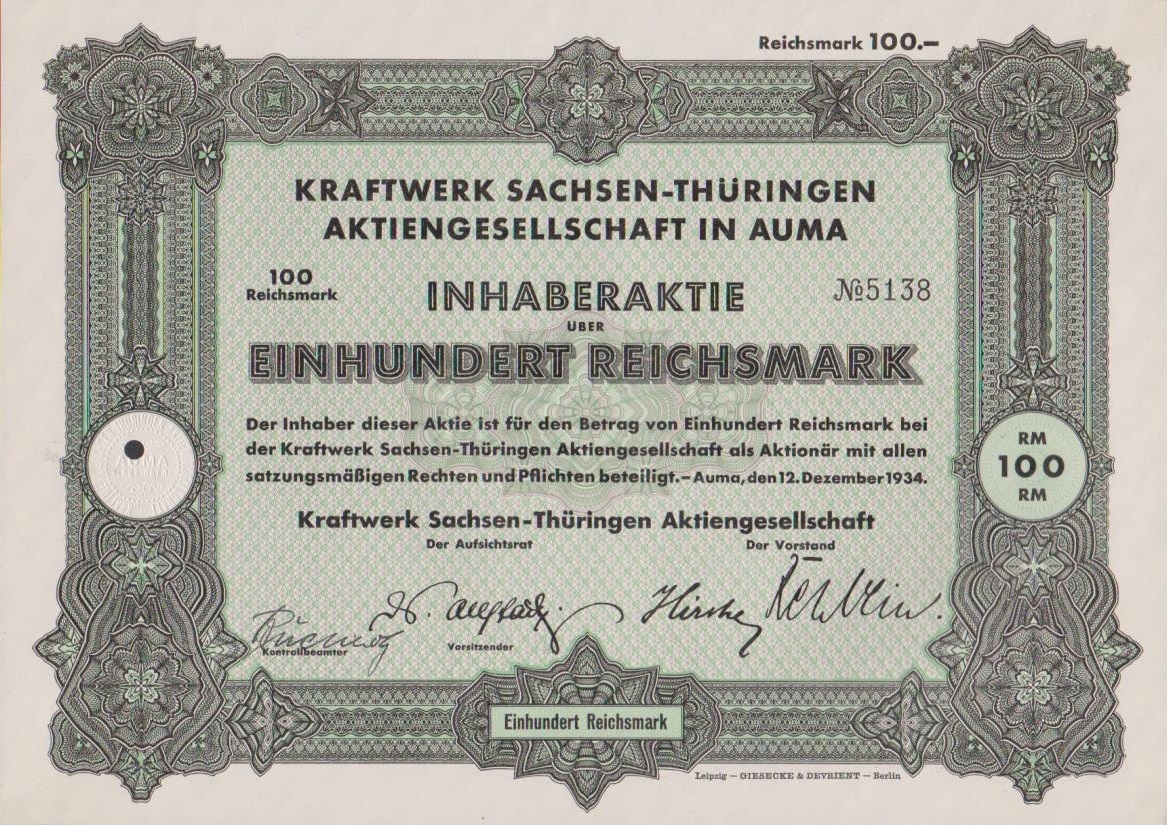 Reichsmark 100.–
KRAFTWERK SACHSEN-THÜRINGEN
AKTIENGESELLSCHAFT IN AUMA
100
Reichsmark
INHABERAKTIE
№5138
ÜBER
EINHUNDERT REICHSMARK
Der Inhaber dieser Aktie ist für den Betrag von Einhundert Reichsmark bei
der Kraftwerk Sachsen-Thüringen Aktiengesellschaft als Aktionär mit allen
satzungsmäßigen Rechten und Pflichten beteiligt.– Auma, den 12. Dezember 1934.
RM
100
RM
AUMA
Kraftwerk Sachsen-Thüringen Aktiengesellschaft
Der Aufsichtsrat
Der Vorstand
Kontrollbeamter
Vorsitzender
Einhundert Reichsmark
Leipzig – GIESECKE & DEVRIENT – Berlin